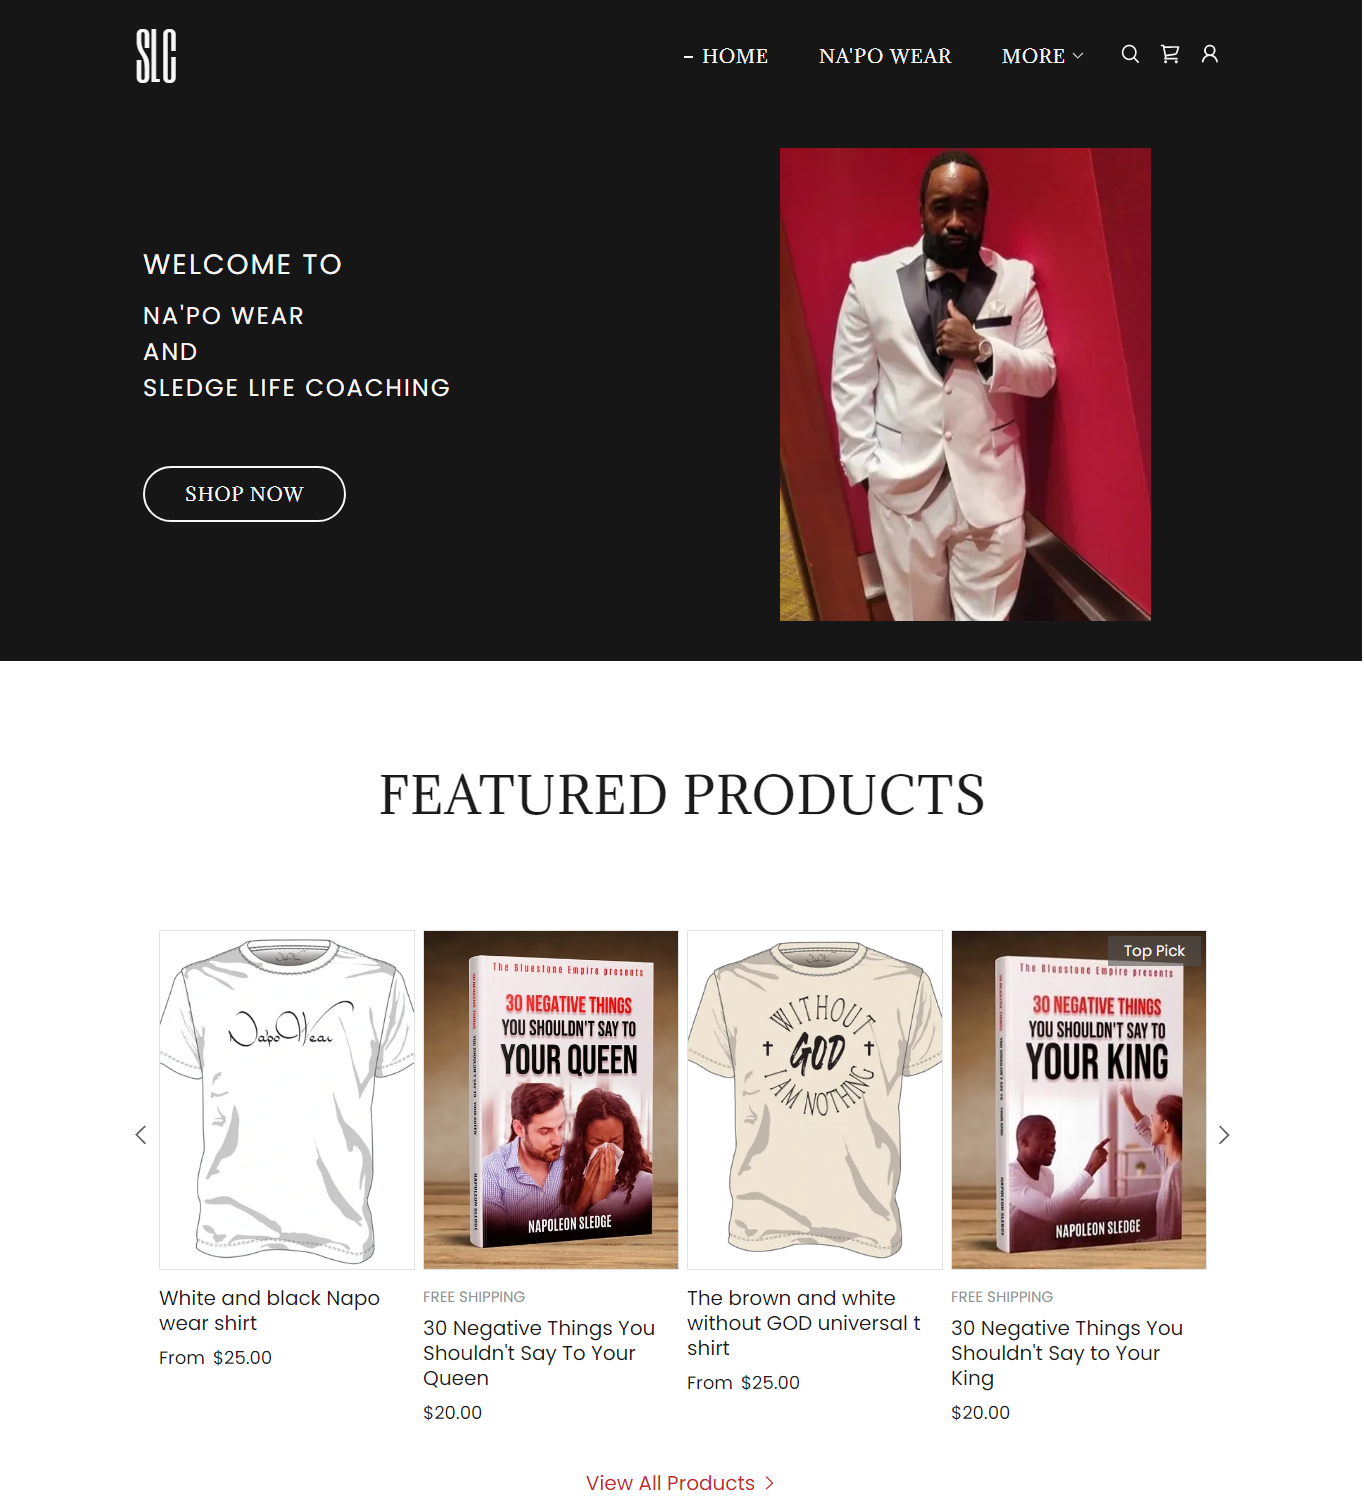 SLC
HOME
NA'PO WEAR
MORE
WELCOME TO
NA'PO WEAR
AND
SLEDGE LIFE COACHING
SHOP NOW
FEATURED PRODUCTS
Na'po Wear
The Bluestone Empire presents
30 NEGATIVE THINGS
YOU SHOULDN'T SAY TO
YOUR QUEEN
NAPOLEON SLEDGE
WITHOUT
GOD
I AM NOTHING
Top Pick
The Bluestone Empire presents
30 NEGATIVE THINGS
YOU SHOULDN'T SAY TO
YOUR KING
NAPOLEON SLEDGE
White and black Napo
wear shirt
From $25.00
FREE SHIPPING
30 Negative Things You
Shouldn't Say To Your
Queen
$20.00
The brown and white
without GOD universal t
shirt
From $25.00
FREE SHIPPING
30 Negative Things You
Shouldn't Say to Your
King
$20.00
View All Products